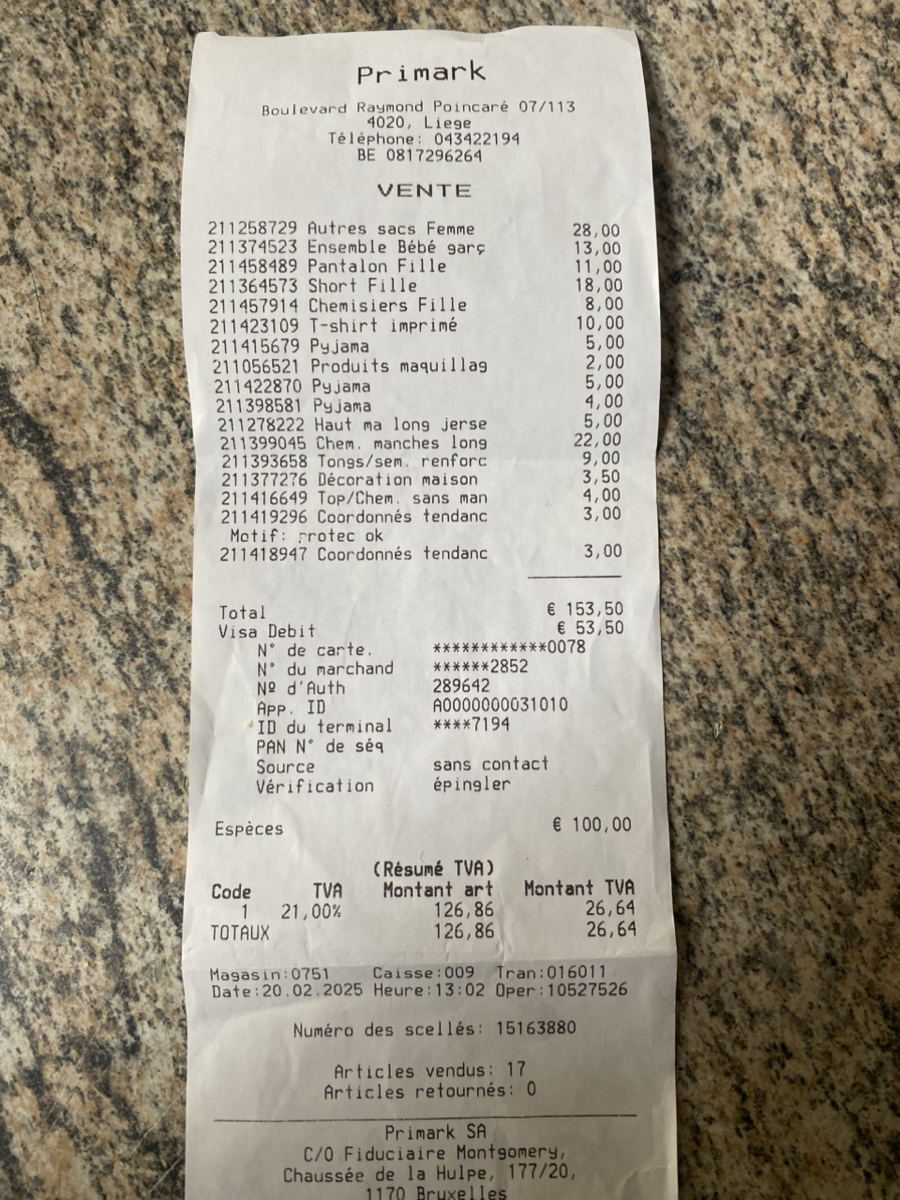 Primark
Boulevard Raymond Poincaré 07/113
4020, Liege
Téléphone: 043422194
BE 0817296264
VENTE
211258729 Autres sacs Femme 28,00
211374523 Ensemble Bébé garç 13,00
211458489 Pantalon Fille 11,00
211364573 Short Fille 18,00
211457914 Chemisiers Fille 8,00
211423109 T-shirt imprimé 10,00
211415679 Pyjama 5,00
211056521 Produits maquillag 2,00
211422870 Pyjama 5,00
211398581 Pyjama 4,00
211278222 Haut ma long jerse 5,00
211399045 Chem. manches long 22,00
211393658 Tongs/sem. renforc 9,00
211377276 Décoration maison 3,50
211416649 Top/Chem. sans man 4,00
211419296 Coordonnés tendanc 3,00
Motif: protec ok
211418947 Coordonnés tendanc 3,00
Total € 153,50
Visa Debit € 53,50
N° de carte. ************0078
N° du marchand ******2852
Nº d'Auth 289642
App. ID A0000000031010
ID du terminal ****7194
PAN N° de séq
Source sans contact
Vérification épingler
Espèces € 100,00
(Résumé TVA)
Code TVA Montant art Montant TVA
1 21,00% 126,86 26,64
TOTAUX 126,86 26,64
Magasin:0751 Caisse:009 Tran:016011
Date:20.02.2025 Heure:13:02 Oper:10527526
Numéro des scellés: 15163880
Articles vendus: 17
Articles retournés: 0
Primark SA
C/O Fiduciaire Montgomery,
Chaussée de la Hulpe, 177/20,
1170 Bruxelles